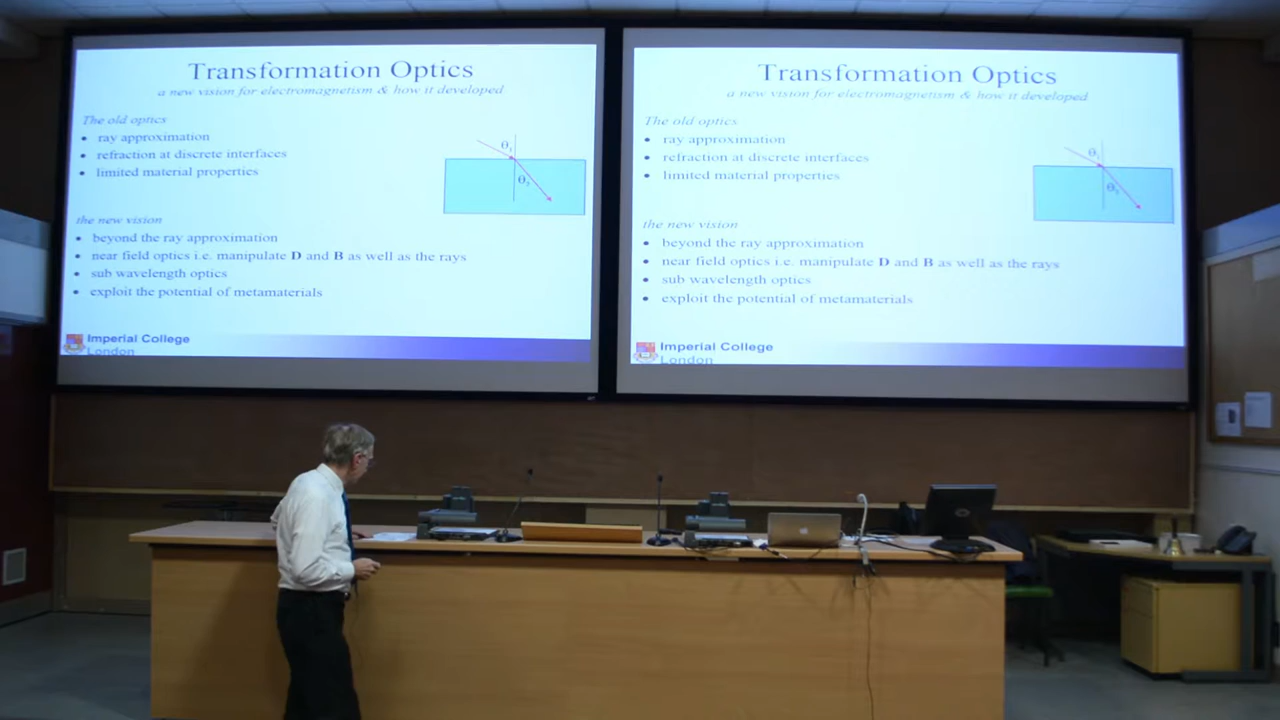 Transformation Optics
a new vision for electromagnetism & how it developed
The old optics
• ray approximation
• refraction at discrete interfaces
• limited material properties
θ1
θ2
the new vision
• beyond the ray approximation
• near field optics i.e. manipulate D and B as well as the rays
• sub wavelength optics
• exploit the potential of metamaterials
Imperial College
London
Transformation Optics
a new vision for electromagnetism & how it developed
The old optics
• ray approximation
• refraction at discrete interfaces
• limited material properties
θ1
θ2
the new vision
• beyond the ray approximation
• near field optics i.e. manipulate D and B as well as the rays
• sub wavelength optics
• exploit the potential of metamaterials
Imperial College
London